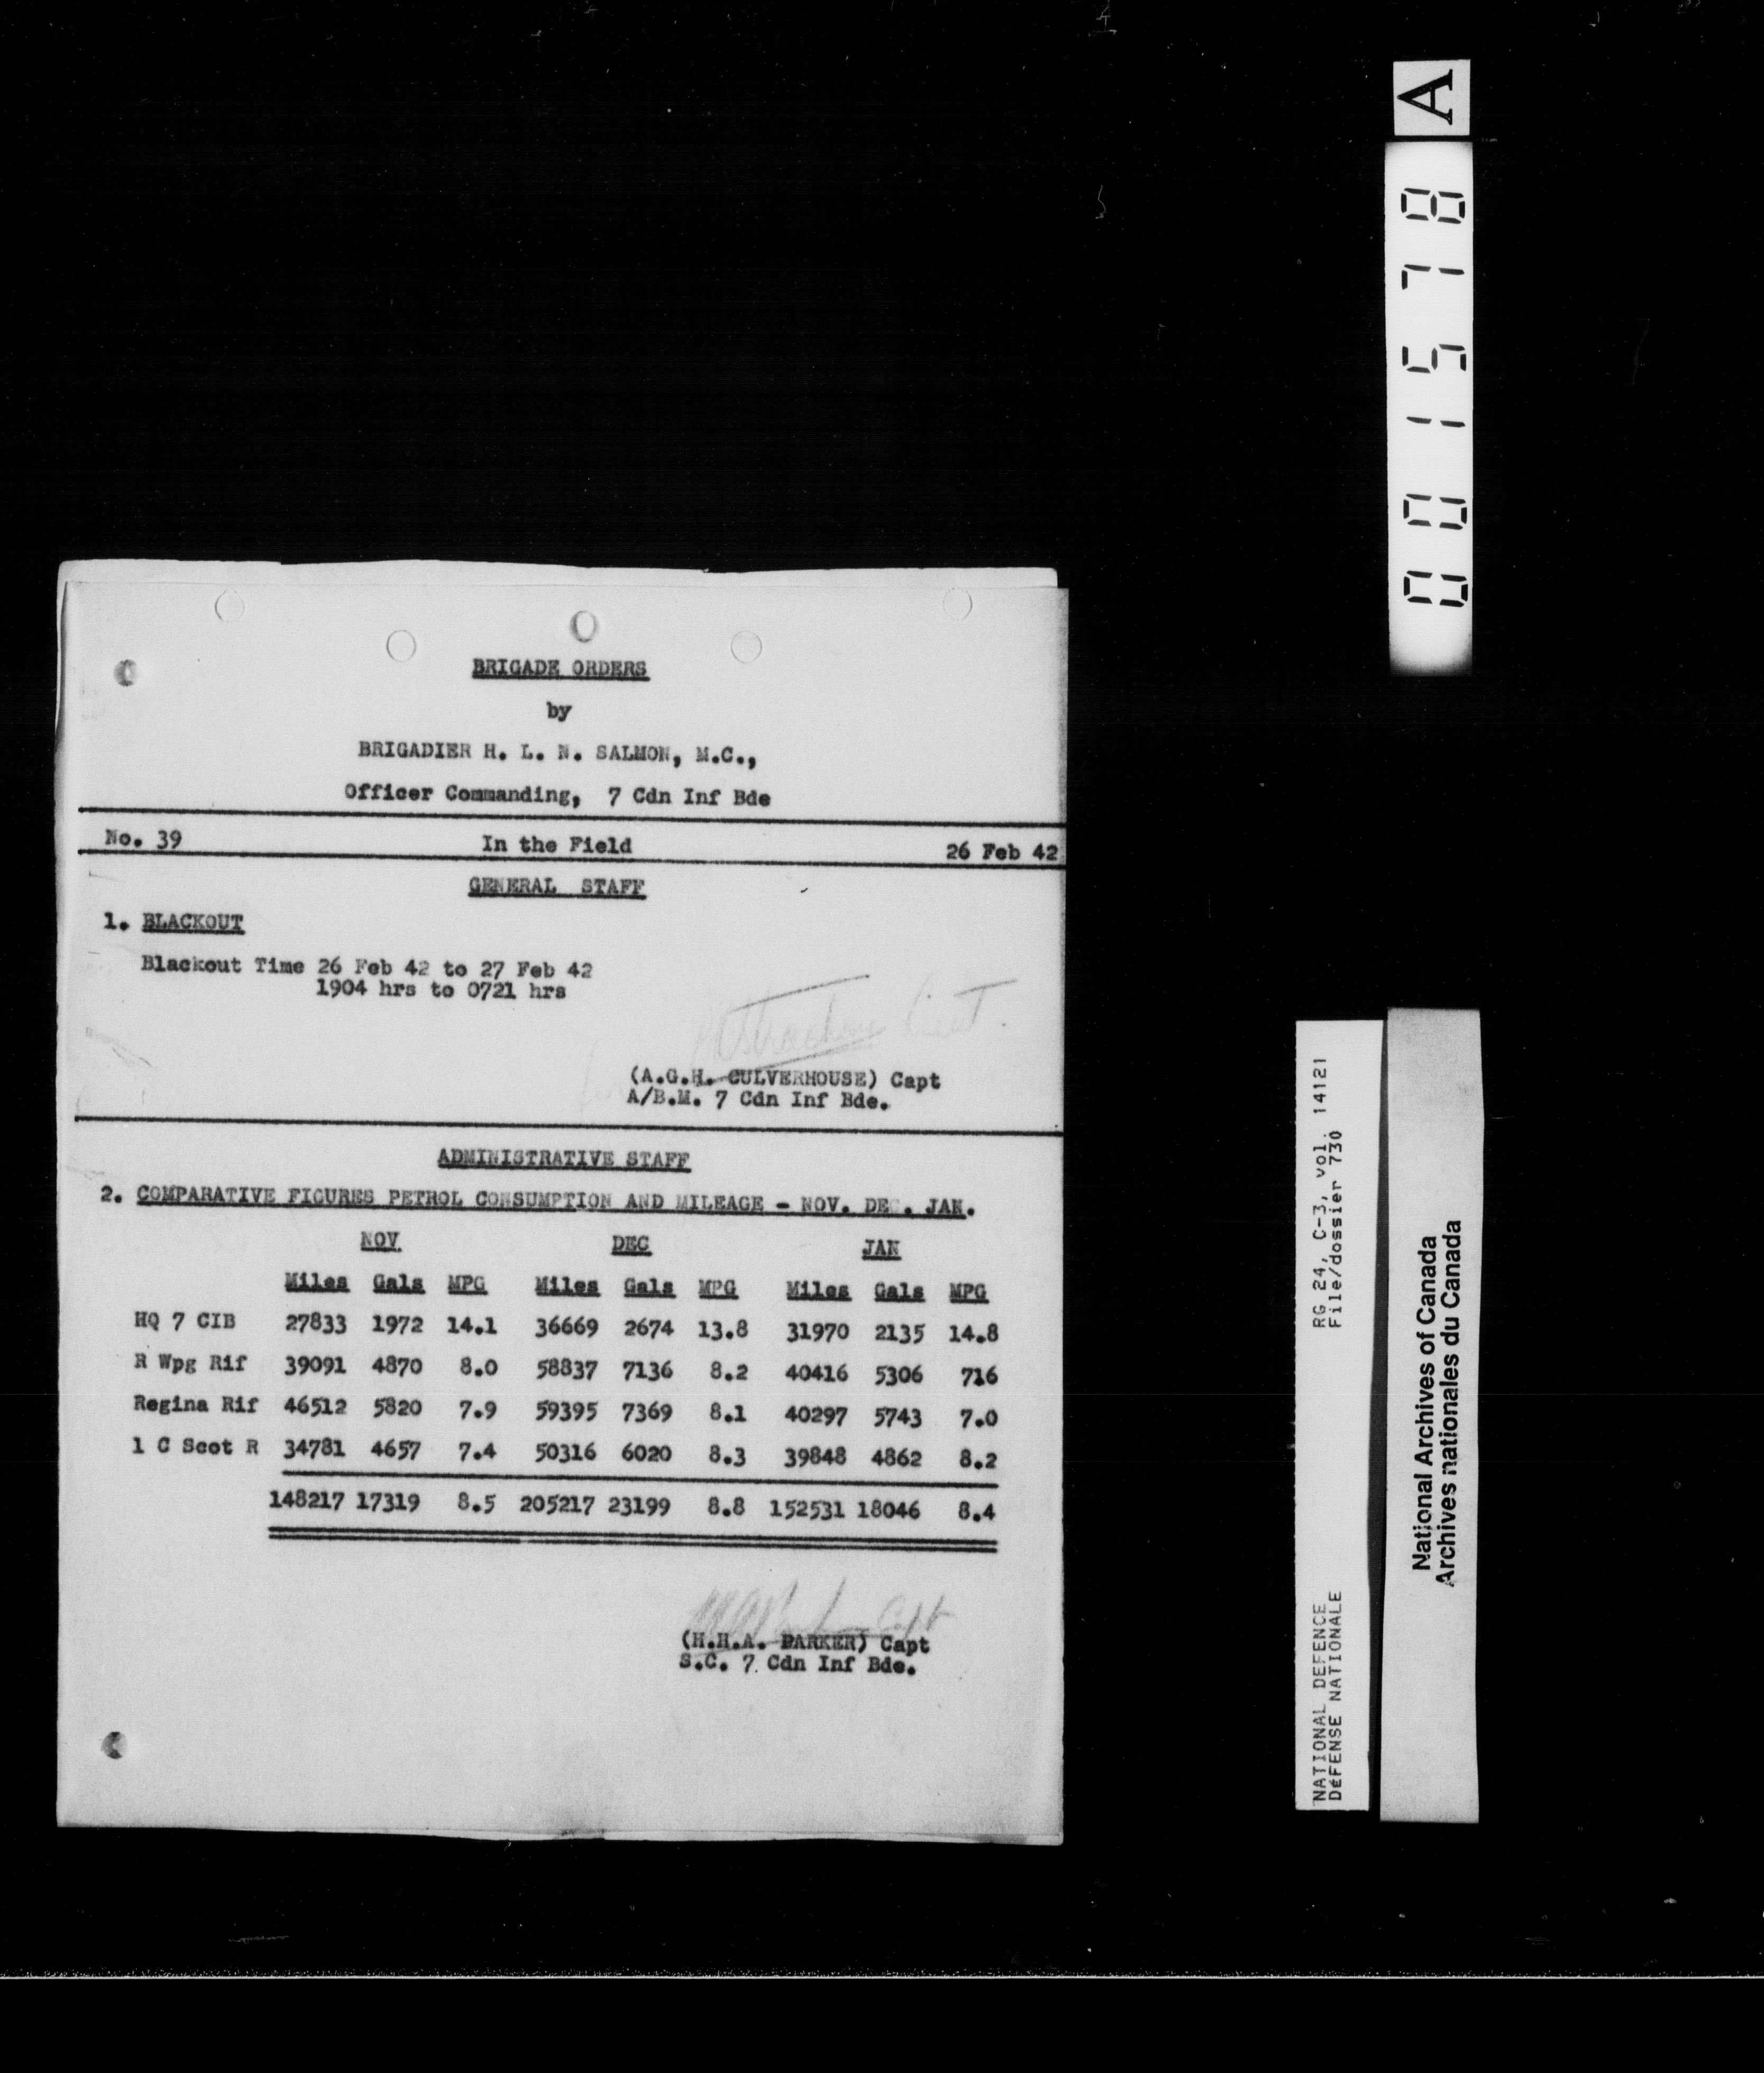 BRIGADE ORDERS
by
BRIGADIER H. L. N. SALMON, M.C.,
Officer Commanding, 7 Cdn Inf Bde
No. 39 In the Field 26 Feb 42
GENERAL STAFF
1. BLACKOUT
Blackout Time 26 Feb 42 to 27 Feb 42
1904 hrs to 0721 hrs
Lieut.
(A.G.H. CULVERHOUSE) Capt
A/B.M. 7 Cdn Inf Bde.
ADMINISTRATIVE STAFF
2. COMPARATIVE FIGURES PETROL CONSUMPTION AND MILEAGE - NOV. DEC. JAN.
NOV DEC JAN
Miles Gals MPG Miles Gals MPG Miles Gals MPG
HQ 7 CIB 27833 1972 14.1 36669 2674 13.8 31970 2135 14.8
R Wpg Rif 39091 4870 8.0 58837 7136 8.2 40416 5306 716
Regina Rif 46512 5820 7.9 59395 7369 8.1 40297 5743 7.0
1 C Scot R 34781 4657 7.4 50316 6020 8.3 39848 4862 8.2
148217 17319 8.5 205217 23199 8.8 152531 18046 8.4
Capt
(H.H.A. PARKER) Capt
S.C. 7 Cdn Inf Bde.
A
001578
RG 24, C-3, vol. 14121
File/dossier 730
NATIONAL DEFENCE
DéFENSE NATIONALE
National Archives of Canada
Archives nationales du Canada